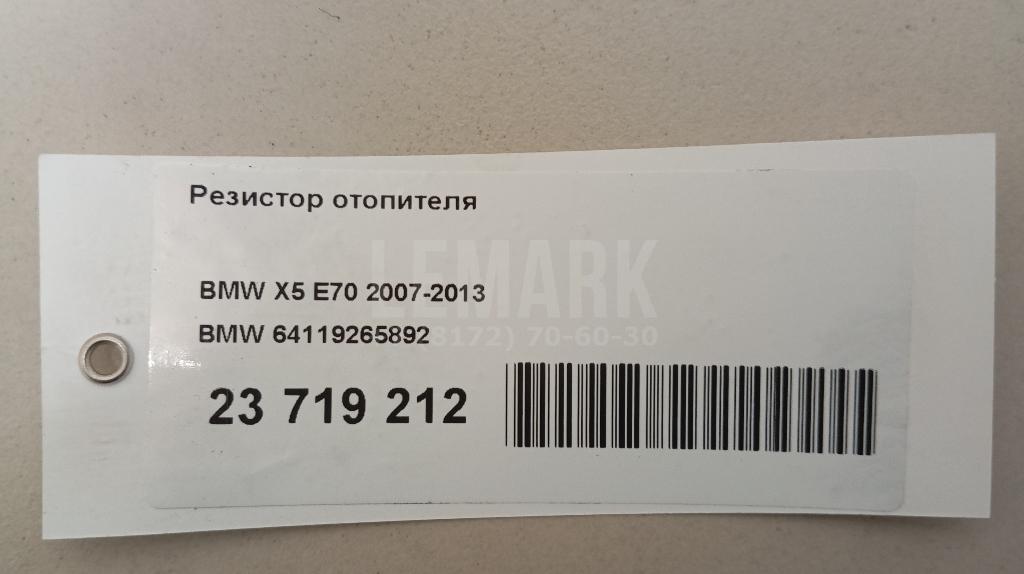 Резистор отопителя
LEMARK
BMW X5 E70 2007-2013
BMW 64119265892
8172) 70-60-30
23 719 212